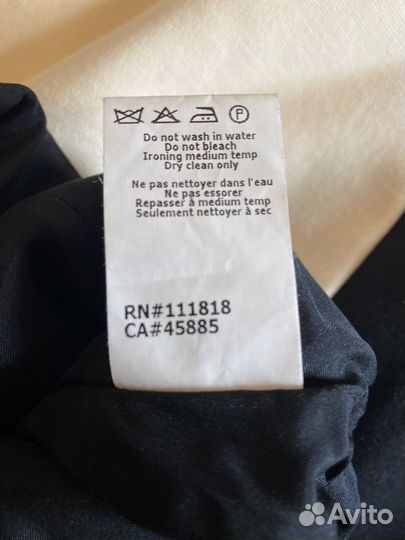 P
Do not wash in water
Do not bleach
Ironing medium temp
Dry clean only
Ne pas nettoyer dans l'eau
Ne pas essorer
Repasser à medium temp
Seulement nettoyer à sec
RN#111818
CA#45885
Avito